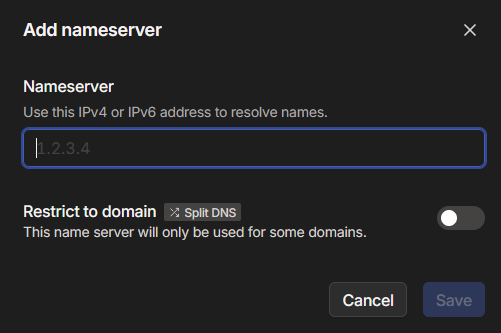 Add nameserver
Nameserver
Use this IPv4 or IPv6 address to resolve names.
1.2.3.4
Restrict to domain Split DNS
This name server will only be used for some domains.
Cancel Save